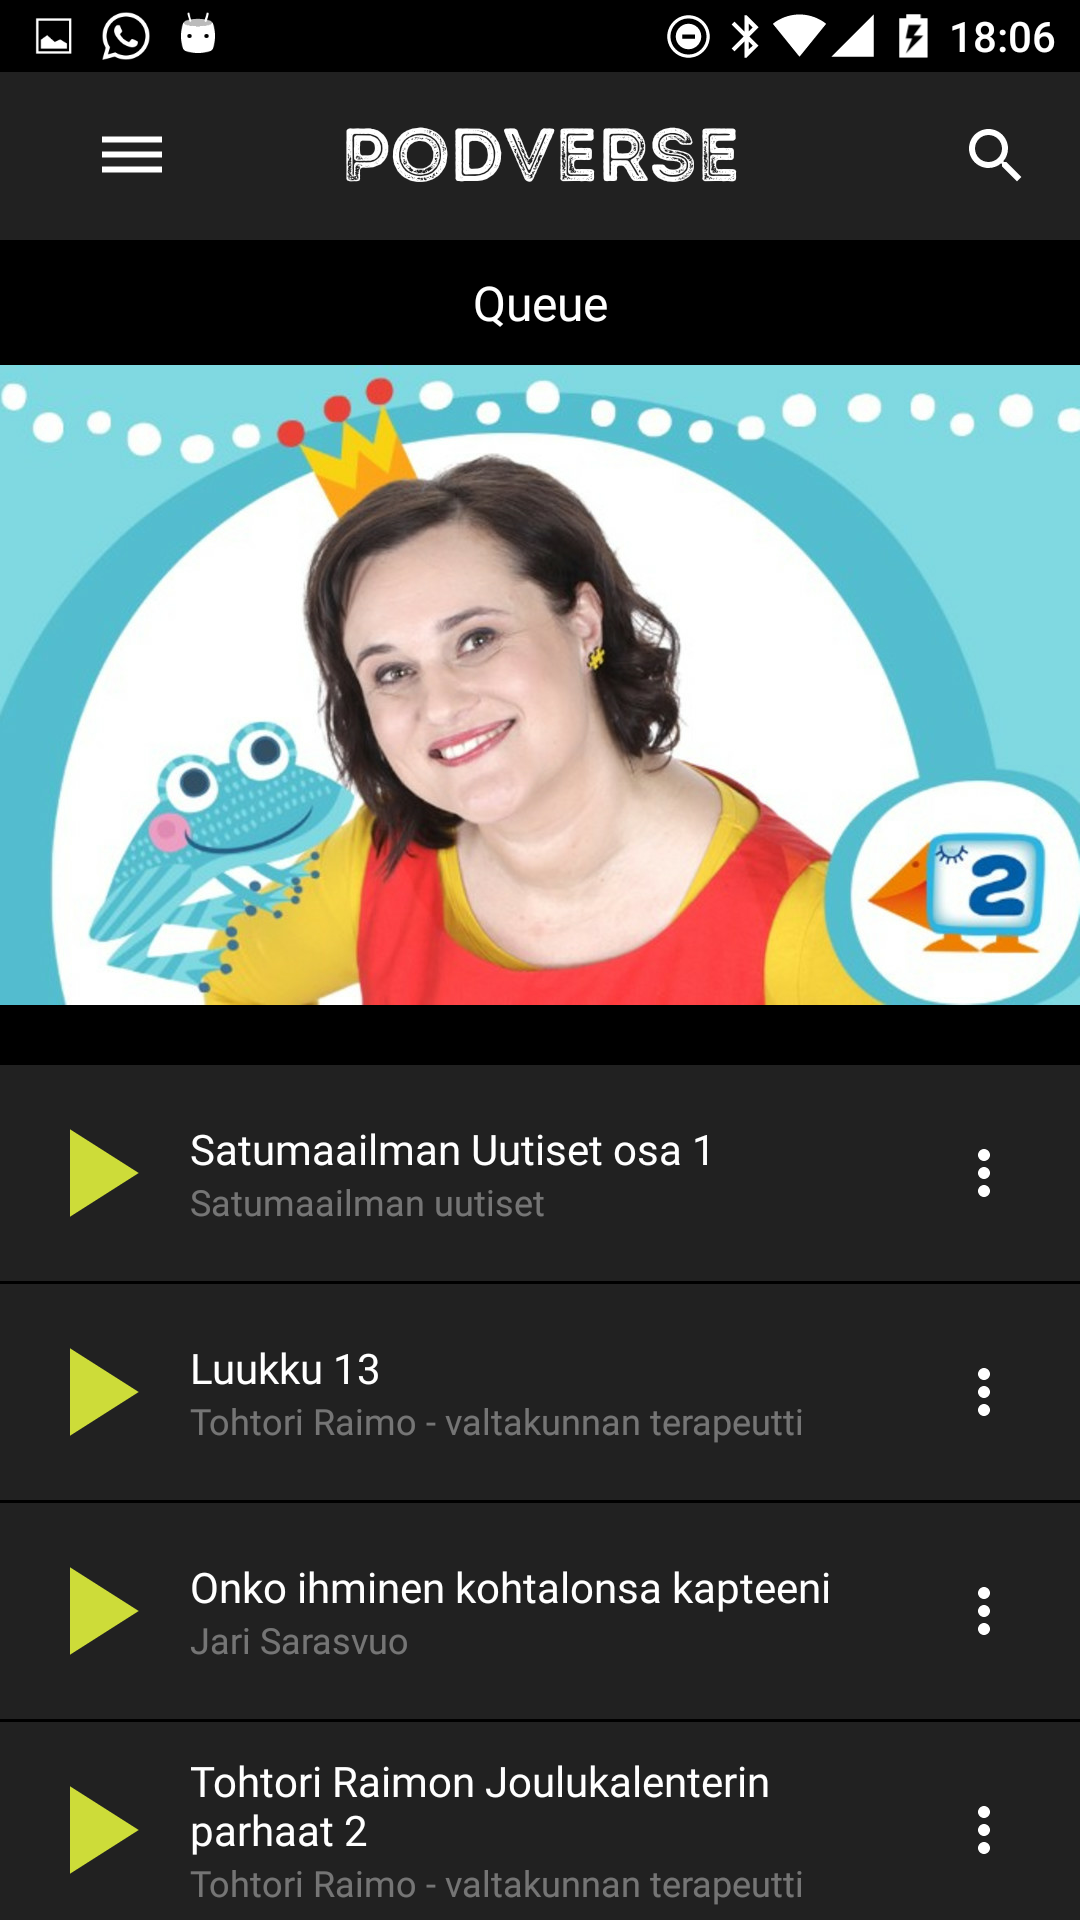 18:06
PODVERSE
Queue
2
Satumaailman Uutiset osa 1
Satumaailman uutiset
Luukku 13
Tohtori Raimo - valtakunnan terapeutti
Onko ihminen kohtalonsa kapteeni
Jari Sarasvuo
Tohtori Raimon Joulukalenterin
parhaat 2
Tohtori Raimo - valtakunnan terapeutti